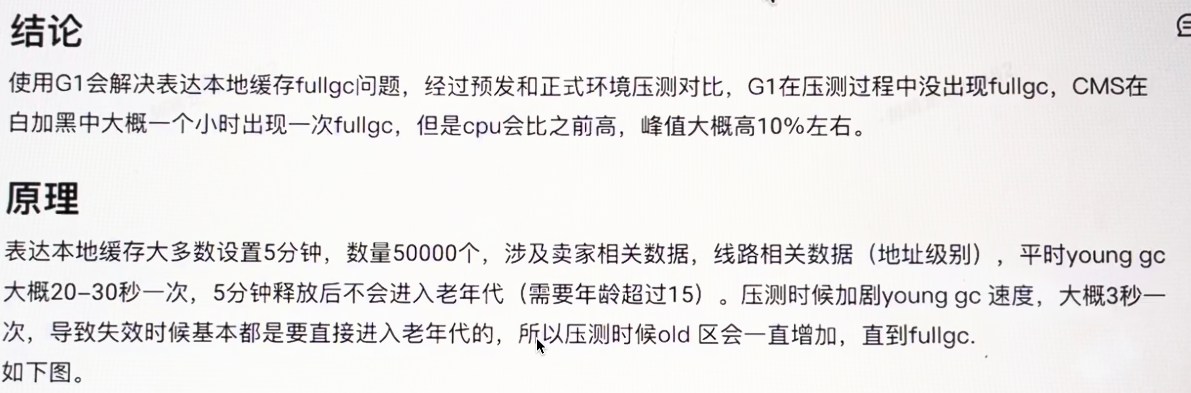 结论
使用G1会解决表达本地缓存fullgc问题，经过预发和正式环境压测对比，G1在压测过程中没出现fullgc，CMS在
白加黑中大概一个小时出现一次fullgc，但是cpu会比之前高，峰值大概高10%左右。
原理
表达本地缓存大多数设置5分钟，数量50000个，涉及卖家相关数据，线路相关数据（地址级别），平时young gc
大概20-30秒一次，5分钟释放后不会进入老年代（需要年龄超过15）。压测时候加剧young gc 速度，大概3秒一
次，导致失效时候基本都是要直接进入老年代的，所以压测时候old 区会一直增加，直到fullgc.
如下图。